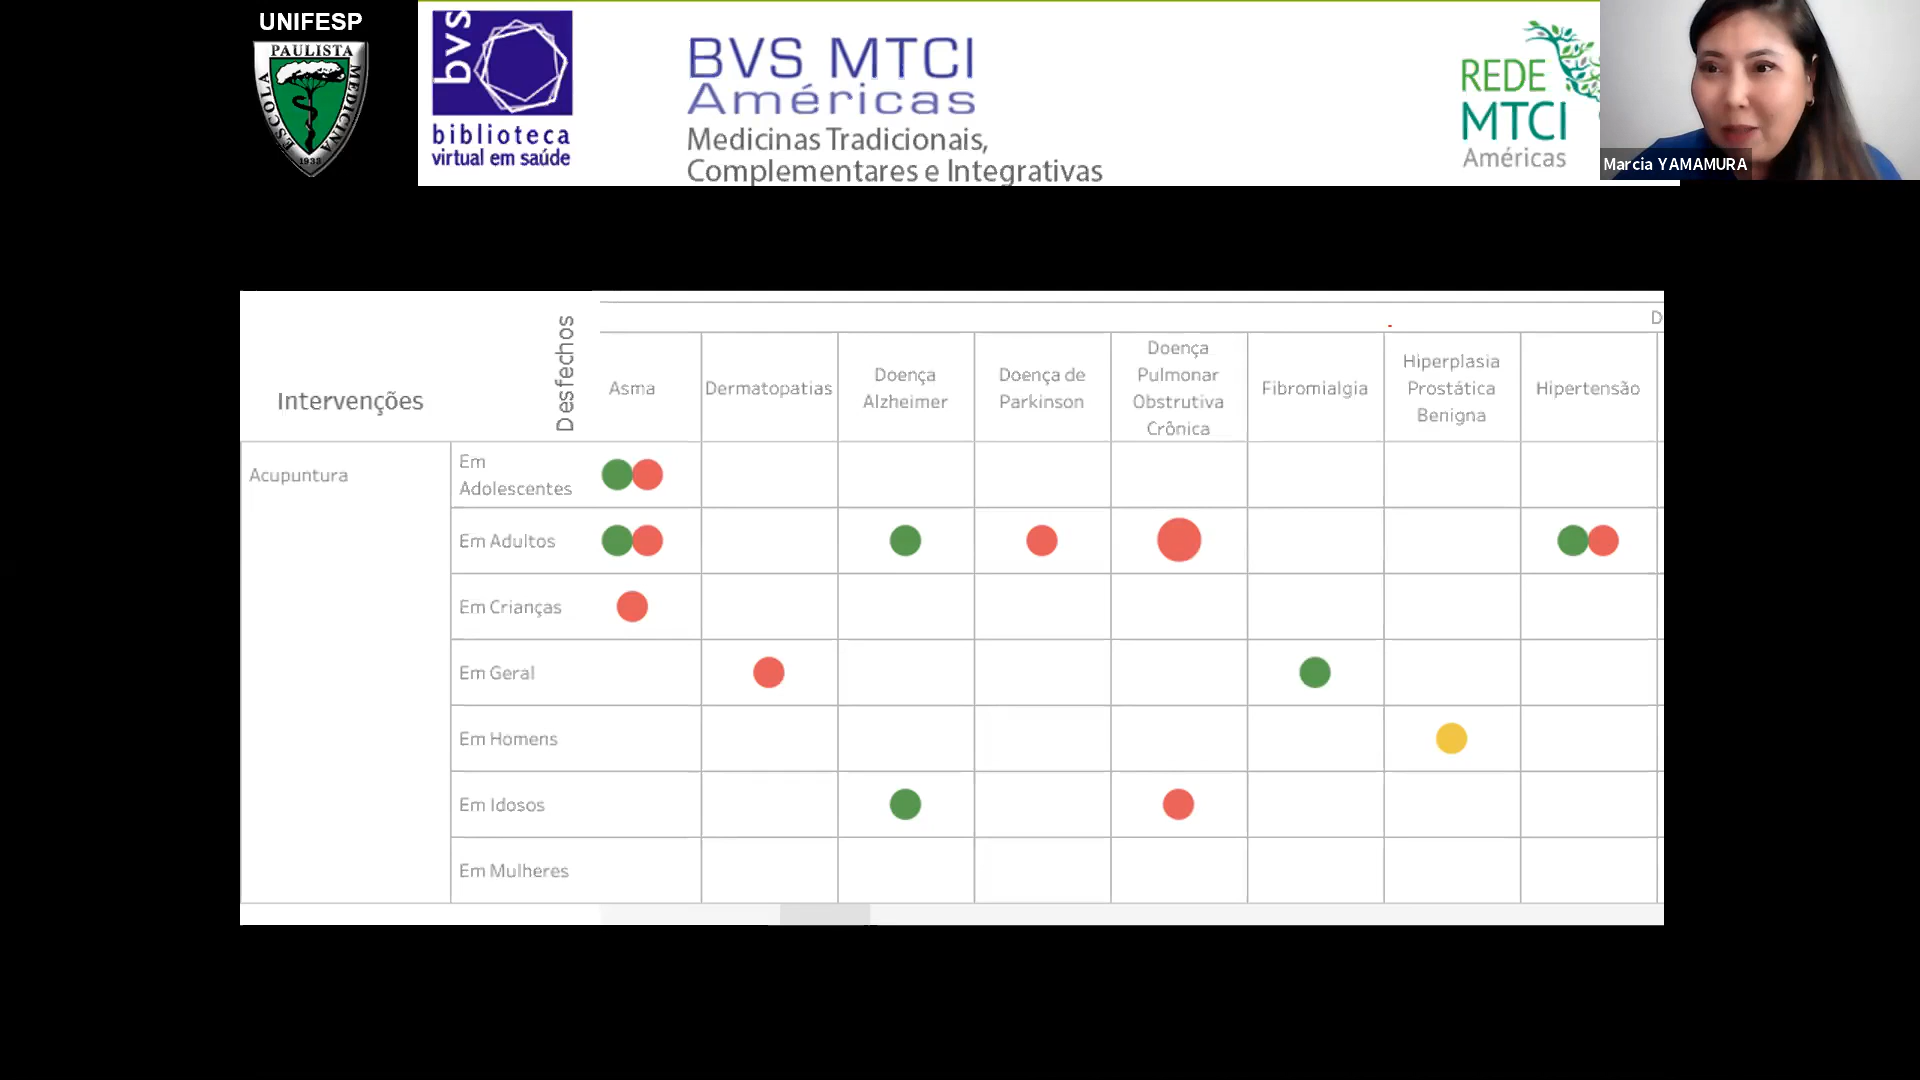 UNIFESP
ESCOLA PAULISTA MEDICINA
1933
bvs
biblioteca
virtual em saúde
BVS MTCI
Américas
Medicinas Tradicionais,
Complementares e Integrativas
REDE
MTCI
Américas
Marcia YAMAMURA
D
Intervenções
Desfechos
Asma
Dermatopatias
Doença
Alzheimer
Doença de
Parkinson
Doença
Pulmonar
Obstrutiva
Crônica
Fibromialgia
Hiperplasia
Prostática
Benigna
Hipertensão
Acupuntura
Em
Adolescentes
Em Adultos
Em Crianças
Em Geral
Em Homens
Em Idosos
Em Mulheres